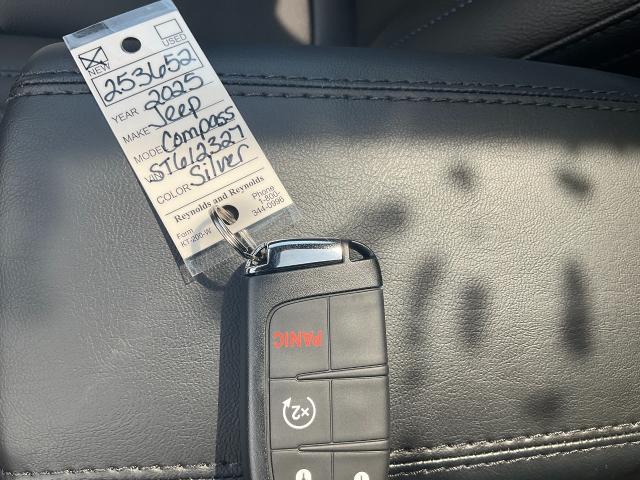 NEW USED
253652
YEAR 2025
MAKE Jeep
MODEL Compass
VIN ST612327
COLOR Silver
Reynolds and Reynolds
Form KT-200-W
Phone 1-800-344-0996
PANIC
×2